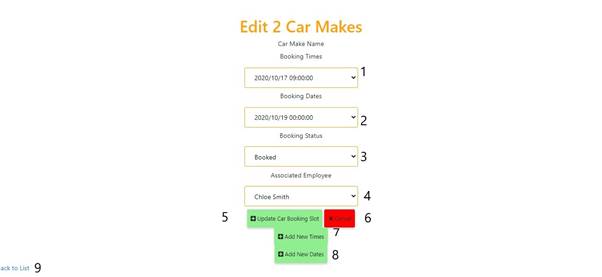 Edit 2 Car Makes
Car Make Name
Booking Times
2020/10/17 09:00:00 1
Booking Dates
2020/10/19 00:00:00 2
Booking Status
Booked 3
Associated Employee
Chloe Smith 4
5 Update Car Booking Slot Cancel 6
Add New Times 7
Add New Dates 8
ack to List 9